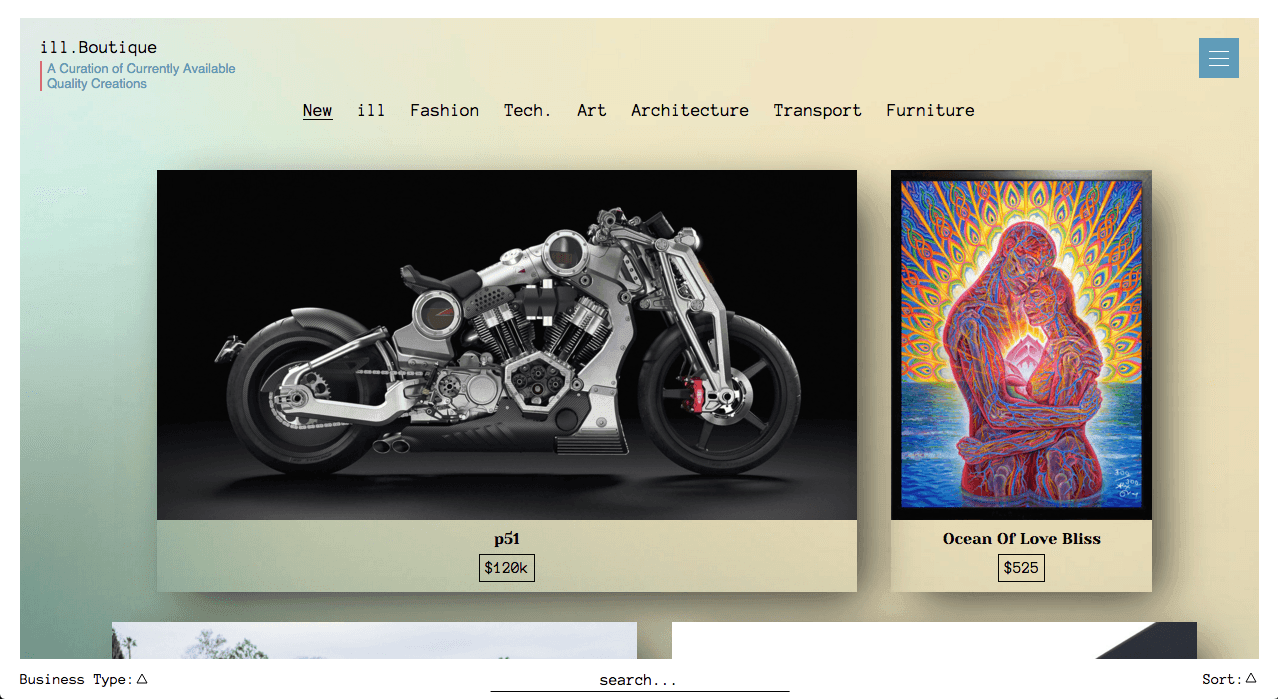 ill.Boutique
A Curation of Currently Available
Quality Creations
New ill Fashion Tech. Art Architecture Transport Furniture
p51
$120k
Ocean Of Love Bliss
$525
Business Type:
search...
Sort: